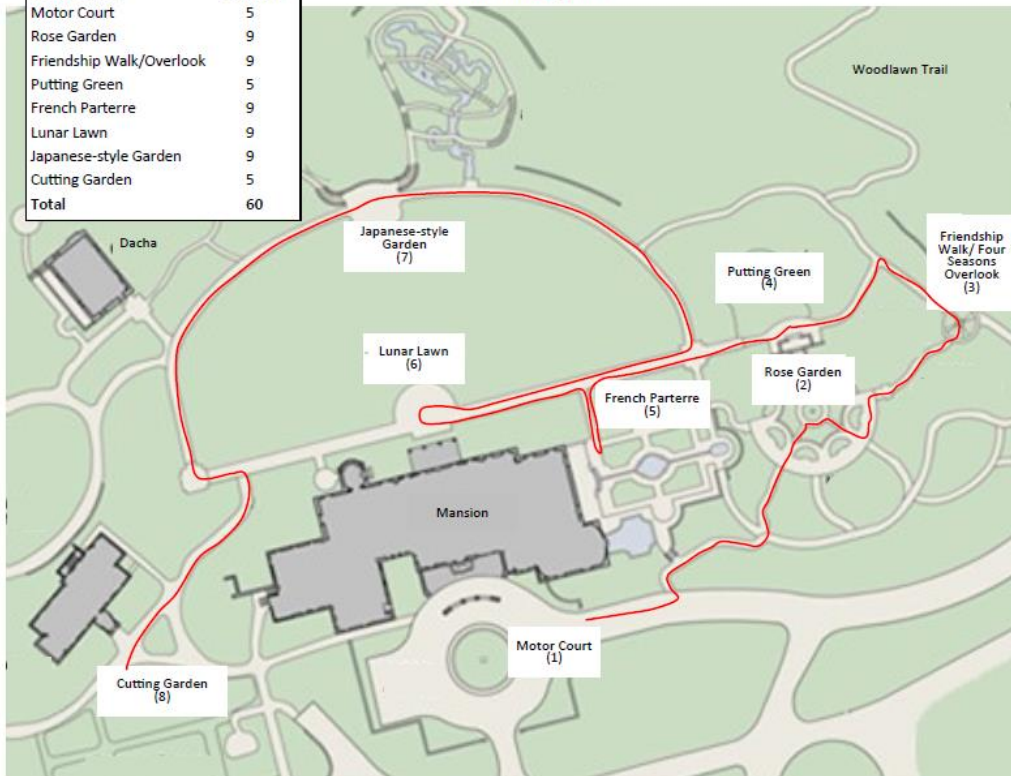 Motor Court 5
Rose Garden 9
Friendship Walk/Overlook 9
Putting Green 5
French Parterre 9
Lunar Lawn 9
Japanese-style Garden 9
Cutting Garden 5
Total 60
Woodlawn Trail
Dacha
Japanese-style
Garden
(7)
Friendship
Walk/ Four
Seasons
Overlook
(3)
Putting Green
(4)
Lunar Lawn
(6)
Rose Garden
(2)
French Parterre
(5)
Mansion
Motor Court
(1)
Cutting Garden
(8)